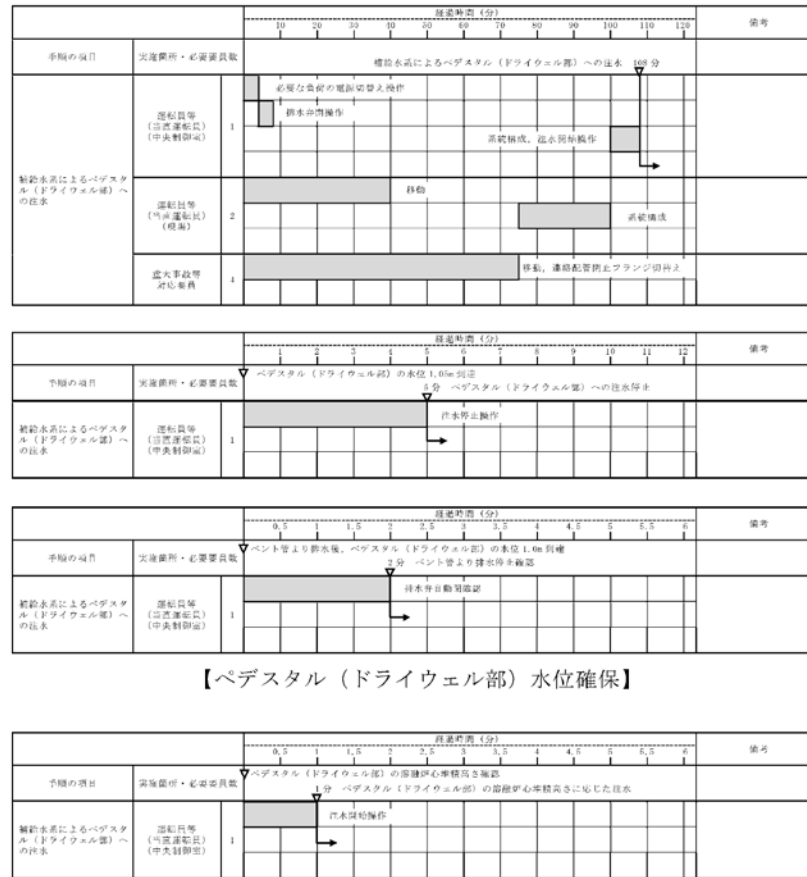 経過時間（分）
備考
10 20 30 40 50 60 70 80 90 100 110 120
手順の項目
実施箇所・必要要員数
補給水系によるペデスタル（ドライウェル部）への注水 108分
補給水系によるペデスタ
ル（ドライウェル部）へ
の注水
運転員等
（当直運転員）
（中央制御室）
1
必要な負荷の電源切替え操作
排水弁開操作
系統構成，注水開始操作
運転員等
（当直運転員）
（現場）
2
移動
系統構成
重大事故等
対応要員
4
移動，連絡配管閉止フランジ切替え
経過時間（分）
備考
1 2 3 4 5 6 7 8 9 10 11 12
手順の項目
実施箇所・必要要員数
ペデスタル（ドライウェル部）の水位 1.05m 到達
5分 ペデスタル（ドライウェル部）への注水停止
補給水系によるペデスタ
ル（ドライウェル部）へ
の注水
運転員等
（当直運転員）
（中央制御室）
1
注水停止操作
経過時間（分）
備考
0.5 1 1.5 2 2.5 3 3.5 4 4.5 5 5.5 6
手順の項目
実施箇所・必要要員数
ベント管より排水後，ペデスタル（ドライウェル部）の水位 1.0m 到達
2分 ベント管より排水停止確認
補給水系によるペデスタ
ル（ドライウェル部）へ
の注水
運転員等
（当直運転員）
（中央制御室）
1
排水弁自動閉確認
【ペデスタル（ドライウェル部）水位確保】
経過時間（分）
備考
0.5 1 1.5 2 2.5 3 3.5 4 4.5 5 5.5 6
手順の項目
実施箇所・必要要員数
ペデスタル（ドライウェル部）の溶融炉心堆積高さ確認
1分 ペデスタル（ドライウェル部）の溶融炉心堆積高さに応じた注水
補給水系によるペデスタ
ル（ドライウェル部）へ
の注水
運転員等
（当直運転員）
（中央制御室）
1
注水開始操作